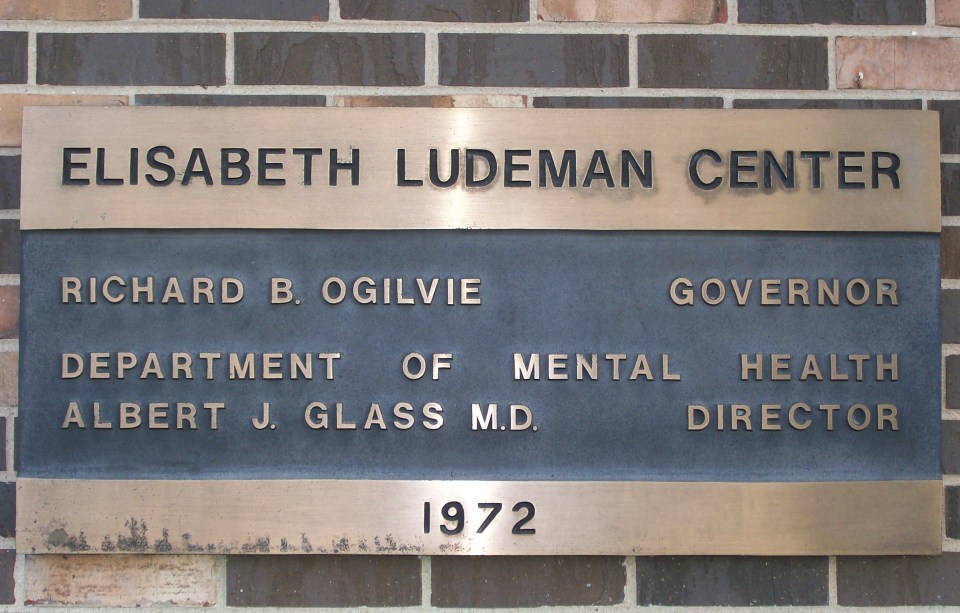 ELISABETH LUDEMAN CENTER
RICHARD B. OGILVIE GOVERNOR
DEPARTMENT OF MENTAL HEALTH
ALBERT J. GLASS M.D. DIRECTOR
1972